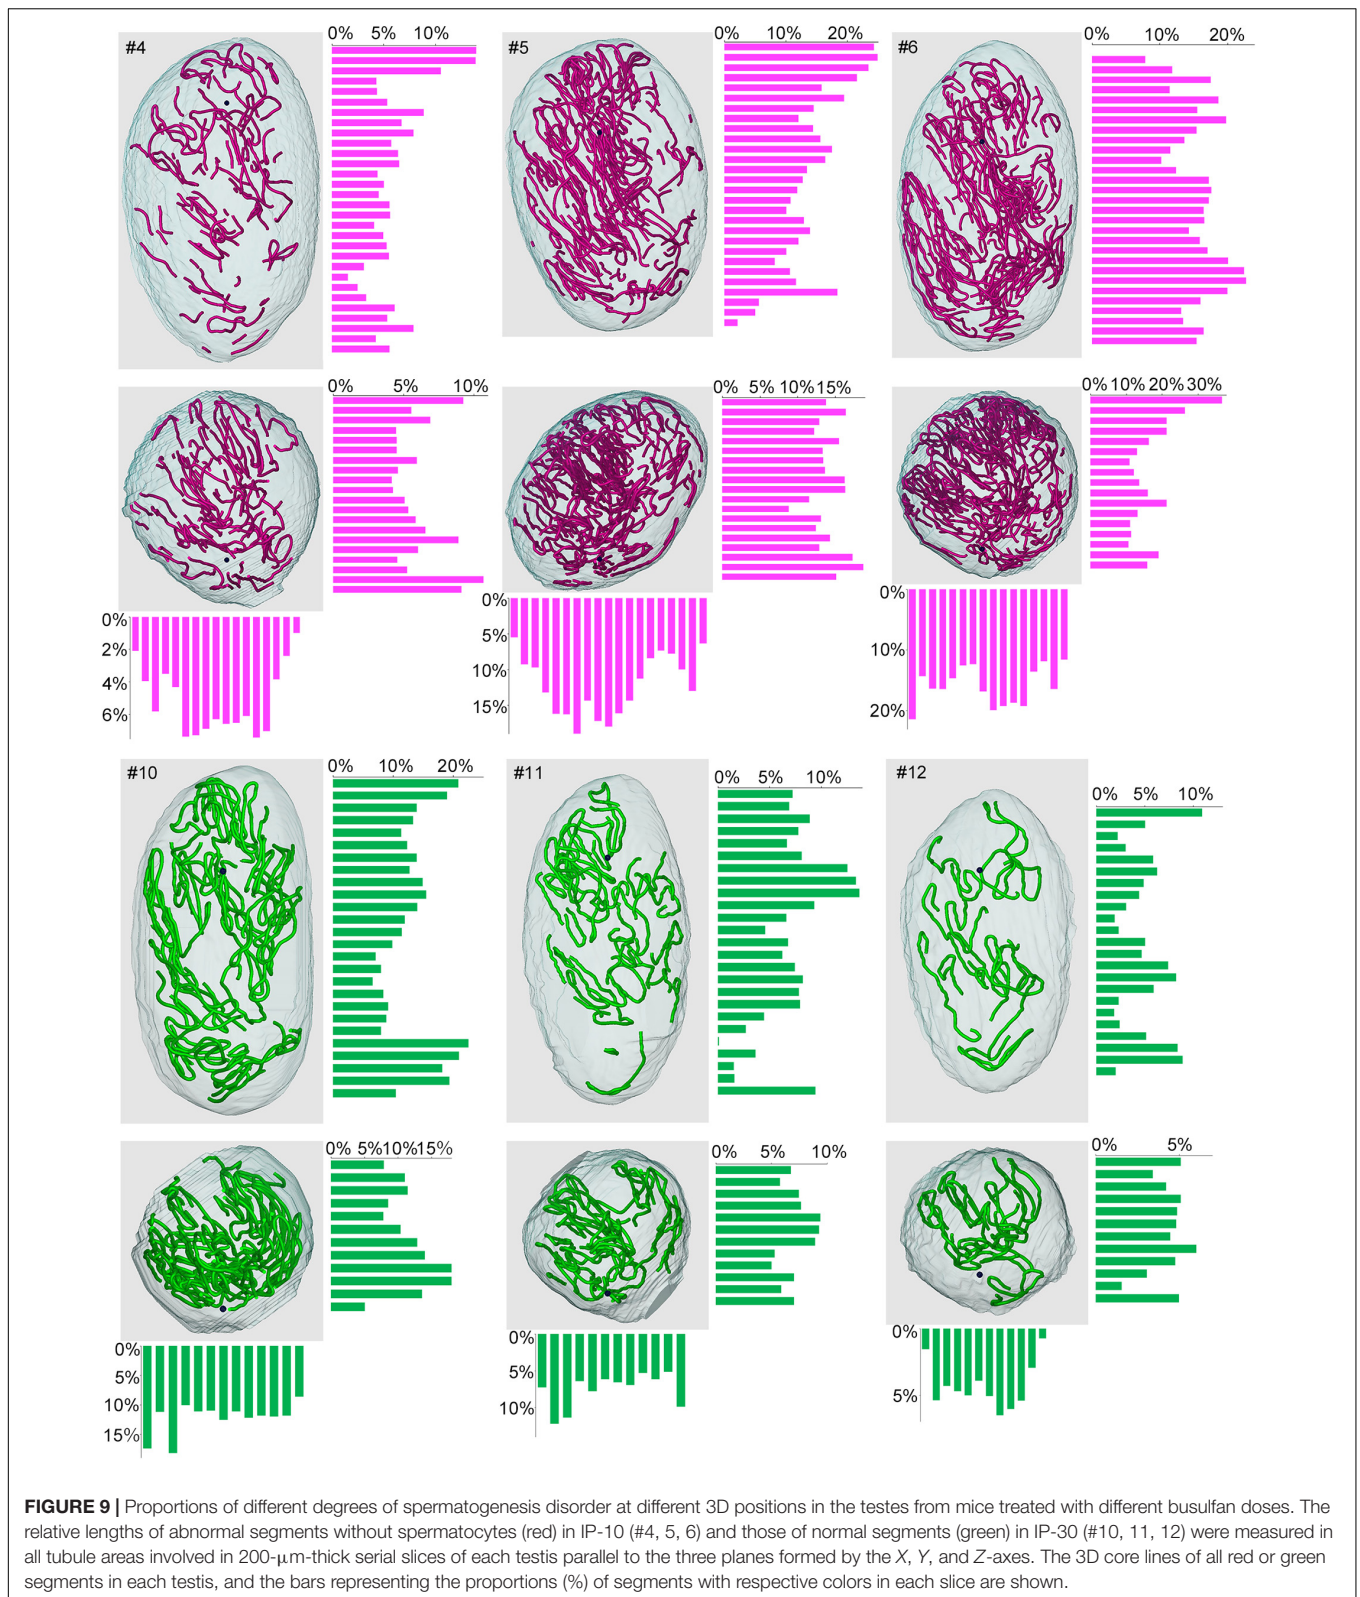 #4
0% 5% 10%
#5
0% 10% 20%
#6
0% 10% 20%
0% 5% 10%
0% 5% 10% 15%
0% 10% 20% 30%
0%
2%
4%
6%
0%
5%
10%
15%
0%
10%
20%
#10
0% 10% 20%
#11
0% 5% 10%
#12
0% 5% 10%
0% 5% 10% 15%
0% 5% 10%
0% 5%
0%
5%
10%
15%
0%
5%
10%
0%
5%
FIGURE 9 | Proportions of different degrees of spermatogenesis disorder at different 3D positions in the testes from mice treated with different busulfan doses. The
relative lengths of abnormal segments without spermatocytes (red) in IP-10 (#4, 5, 6) and those of normal segments (green) in IP-30 (#10, 11, 12) were measured in
all tubule areas involved in 200-μm-thick serial slices of each testis parallel to the three planes formed by the X, Y, and Z-axes. The 3D core lines of all red or green
segments in each testis, and the bars representing the proportions (%) of segments with respective colors in each slice are shown.